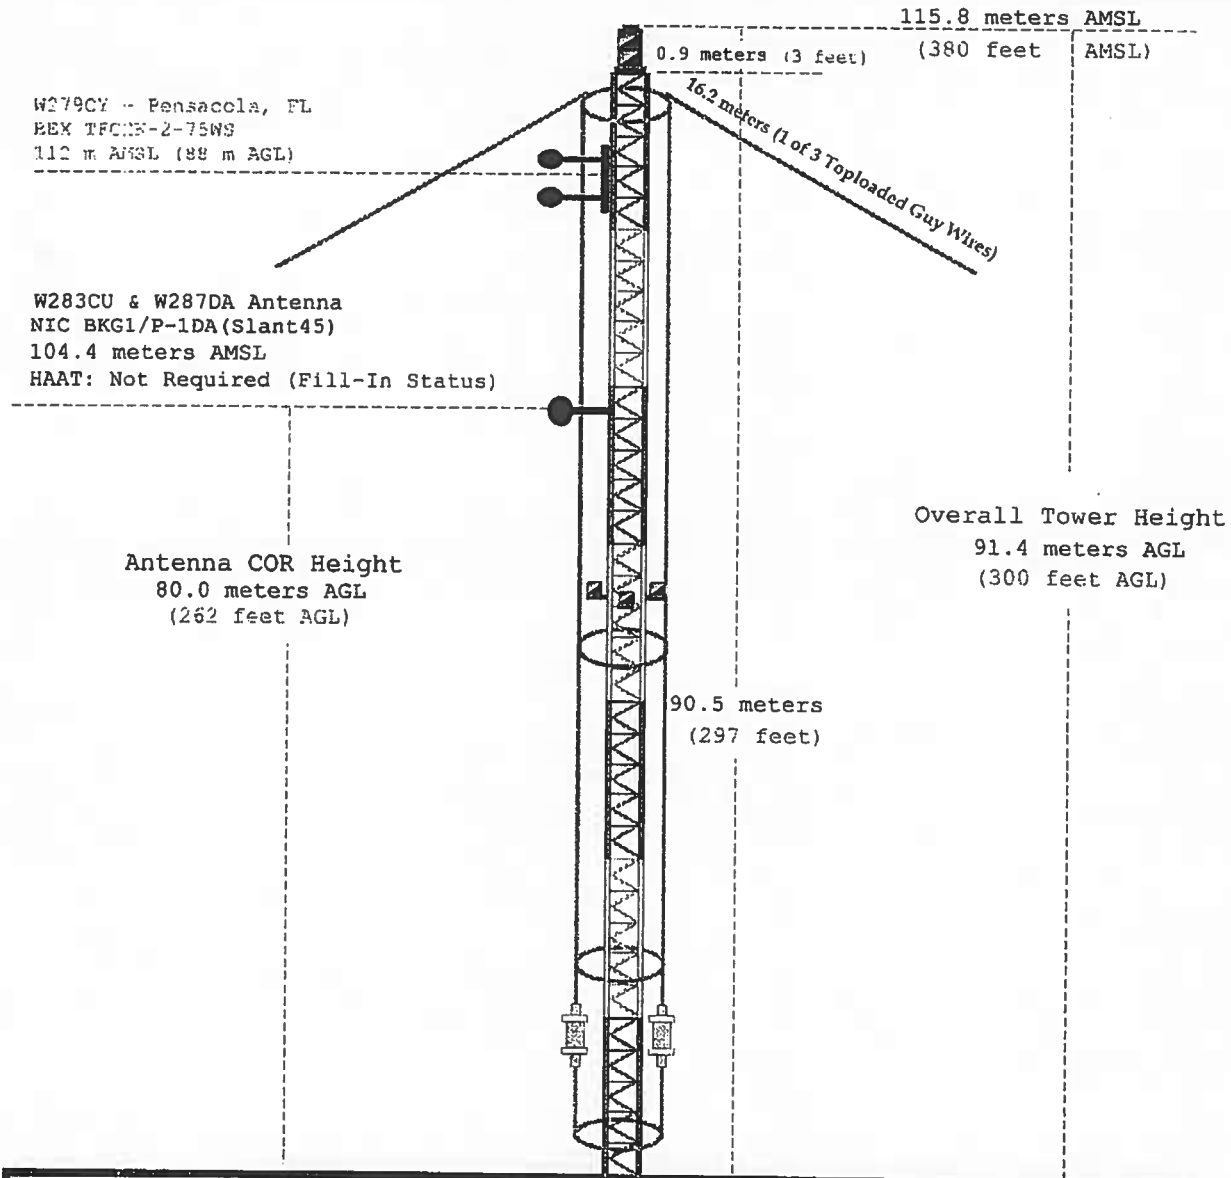 115.8 meters AMSL
(380 feet AMSL)
0.9 meters (3 feet)
16.2 meters (1 of 3 Toploaded Guy Wires)
W279CY - Pensacola, FL
112 m AMSL (88 m AGL)
W283CU & W287DA Antenna
NIC BKG1/P-1DA(Slant45)
104.4 meters AMSL
HAAT: Not Required (Fill-In Status)
Overall Tower Height
91.4 meters AGL
(300 feet AGL)
Antenna COR Height
80.0 meters AGL
(262 feet AGL)
90.5 meters
(297 feet)